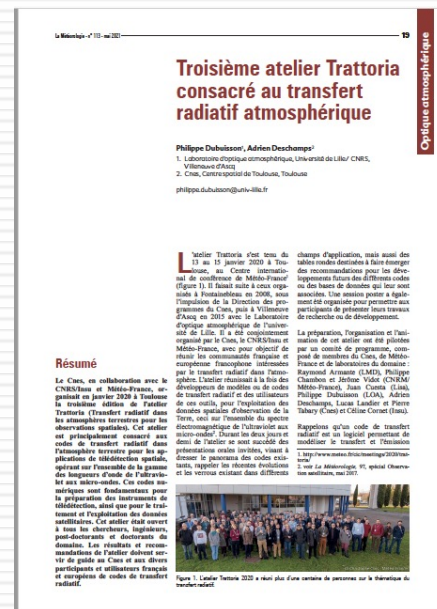 La Météorologie - n° 113 - mai 2021
19
Optique atmosphérique
Troisième atelier Trattoria
consacré au transfert
radiatif atmosphérique
Philippe Dubuisson¹, Adrien Deschamps²
1. Laboratoire d'optique atmosphérique, Université de Lille/ CNRS,
Villeneuve d'Ascq
2. Cnes, Centre spatial de Toulouse, Toulouse
philippe.dubuisson@univ-lille.fr
Résumé
Le Cnes, en collaboration avec le
CNRS/Insu et Météo-France, or-
ganisait en janvier 2020 à Toulouse
la troisième édition de l'atelier
Trattoria (Transfert radiatif dans
les atmosphères terrestres pour les
observations spatiales). Cet atelier
est principalement consacré aux
codes de transfert radiatif dans
l'atmosphère terrestre pour les ap-
plications de télédétection spatiale,
opérant sur l'ensemble de la gamme
des longueurs d'onde de l'ultravio-
let aux micro-ondes. Ces codes nu-
mériques sont fondamentaux pour
la préparation des instruments de
télédétection, ainsi que pour le trai-
tement et l'exploitation des données
satellitaires. Cet atelier était ouvert
à tous les chercheurs, ingénieurs,
post-doctorants et doctorants du
domaine. Les résultats et recom-
mandations de l'atelier doivent ser-
vir de guide au Cnes et aux divers
participants et utilisateurs français
et européens de codes de transfert
radiatif.
L'atelier Trattoria s'est tenu du
13 au 15 janvier 2020 à Tou-
louse, au Centre internatio-
nal de conférence de Météo-France¹
(figure 1). Il faisait suite à ceux orga-
nisés à Fontainebleau en 2008, sous
l'impulsion de la Direction des pro-
grammes du Cnes, puis à Villeneuve
d'Ascq en 2015 avec le Laboratoire
d'optique atmosphérique de l'univer-
sité de Lille. Il a été conjointement
organisé par le Cnes, le CNRS/Insu et
Météo-France, avec pour objectif de
réunir les communautés française et
européenne francophone intéressées
par le transfert radiatif dans l'atmo-
sphère. L'atelier réunissait à la fois des
développeurs de modèles ou de codes
de transfert radiatif et des utilisateurs
de ces outils, pour l'exploitation des
données spatiales d'observation de la
Terre, ceci sur l'ensemble du spectre
électromagnétique de l'ultraviolet aux
micro-ondes². Durant les deux jours et
demi de l'atelier se sont succédé des
présentations orales invitées, visant à
dresser le panorama des codes exis-
tants, rappeler les récentes évolutions
et les verrous existant dans différents
champs d'application, mais aussi des
tables rondes destinées à faire émerger
des recommandations pour les déve-
loppements futurs des différents codes
ou des bases de données qui leur sont
associées. Une session poster a égale-
ment été organisée pour permettre aux
participants de présenter leurs travaux
de recherche ou de développement.
La préparation, l'organisation et l'ani-
mation de cet atelier ont été pilotées
par un comité de programme, com-
posé de membres du Cnes, de Météo-
France et de laboratoires du domaine :
Raymond Armante (LMD), Philippe
Chambon et Jérôme Vidot (CNRM/
Météo-France), Juan Cuesta (Lisa),
Philippe Dubuisson (LOA), Adrien
Deschamps, Lucas Landier et Pierre
Tabary (Cnes) et Céline Cornet (Insu).
Rappelons qu'un code de transfert
radiatif est un logiciel permettant de
modéliser le transfert et l'émission
1. http://www.meteo.fr/cic/meetings/2020/trat-
toria/
2. voir La Météorologie, 97, spécial Observa-
tion satellitaire, mai 2017.
Figure 1. L'atelier Trattoria 2020 a réuni plus d'une centaine de personnes sur la thématique du
transfert radiatif.